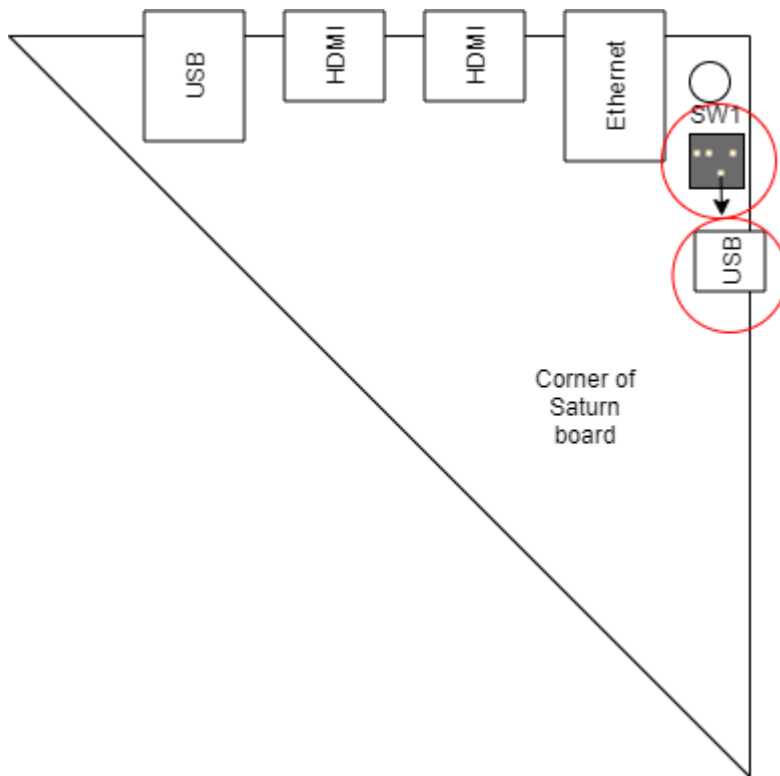 USB
HDMI
HDMI
Ethernet
SW1
USB
Corner of
Saturn
board